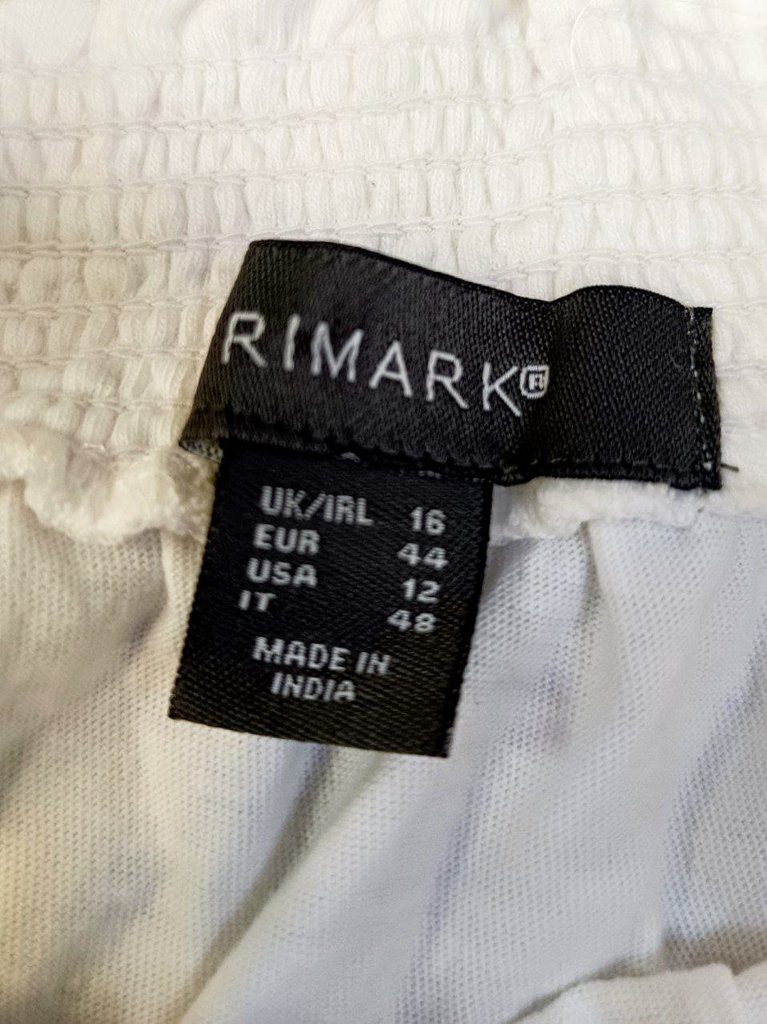 RIMARK®
UK/IRL 16
EUR 44
USA 12
IT 48
MADE IN
INDIA